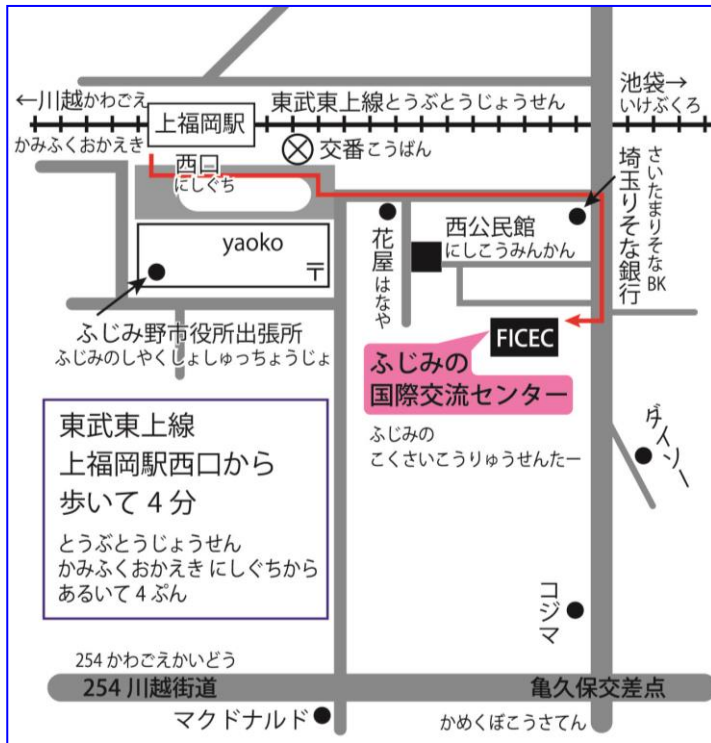 池袋→
いけぶくろ
←川越かわごえ
東武東上線とうぶとうじょうせん
上福岡駅
かみふくおかえき
交番こうばん
西口
にしぐち
埼玉りそな銀行
さいたまりそなBK
花屋はなや
西公民館
にしこうみんかん
yaoko
〒
ふじみ野市役所出張所
ふじみのしやくしょしゅっちょうじょ
FICEC
ふじみの
国際交流センター
ふじみの
こくさいこうりゅうせんたー
ダイソー
東武東上線
上福岡駅西口から
歩いて 4 分
とうぶとうじょうせん
かみふくおかえき にしぐちから
あるいて 4 ぷん
コジマ
254 かわごえかいどう
254 川越街道
亀久保交差点
かめくぼこうさてん
マクドナルド